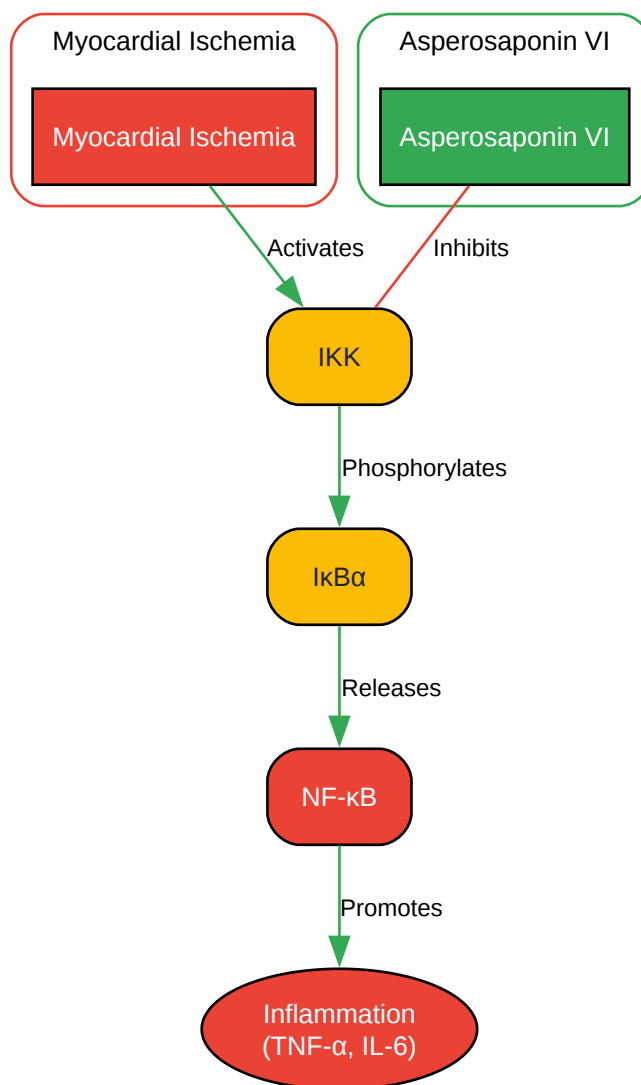 Myocardial Ischemia
Asperosaponin VI
Myocardial Ischemia
Asperosaponin VI
Activates
Inhibits
IKK
Phosphorylates
IκBα
Releases
NF-κB
Promotes
Inflammation
(TNF-α, IL-6)